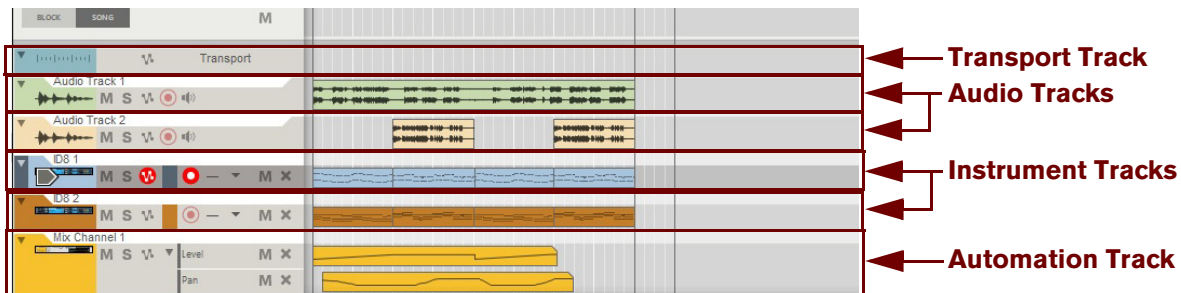 BLOCK SONG M
Transport
Transport Track
Audio Track 1
M S
Audio Tracks
Audio Track 2
M S
ID8 1
M S M
Instrument Tracks
ID8 2
M S M
Mix Channel 1
M S Level M
Automation Track
Pan M